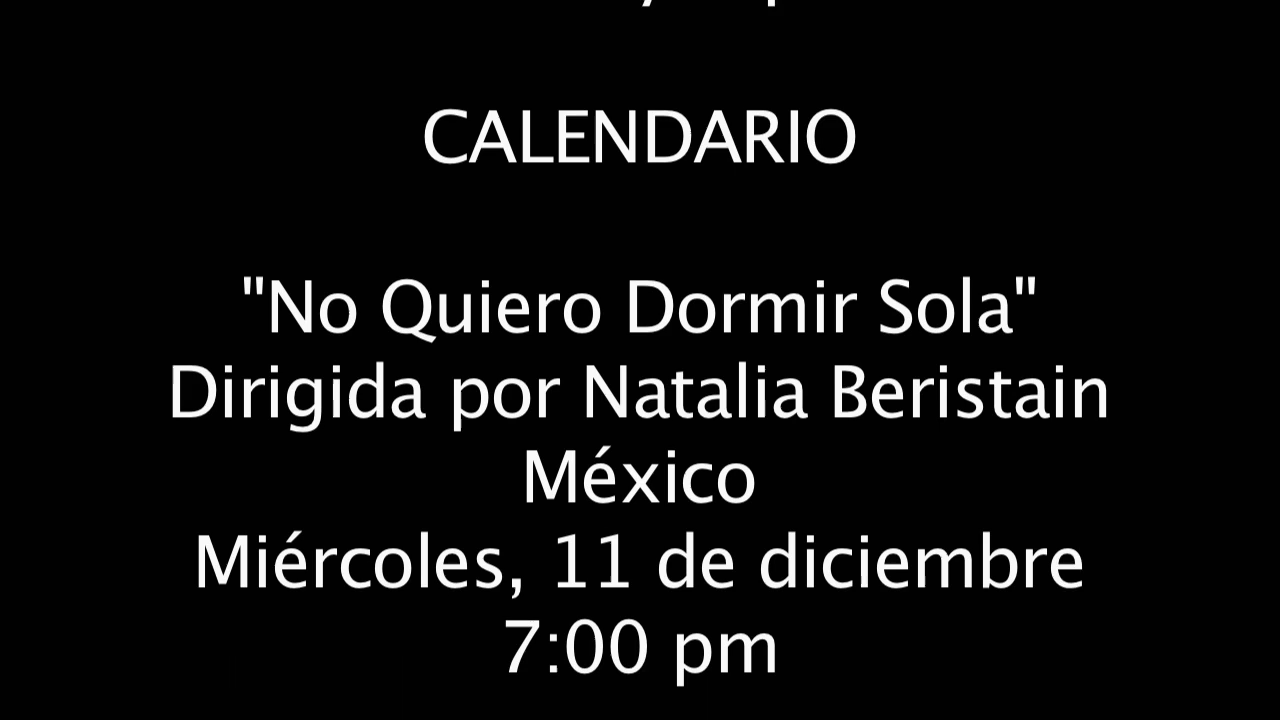 CALENDARIO
"No Quiero Dormir Sola"
Dirigida por Natalia Beristain
México
Miércoles, 11 de diciembre
7:00 pm